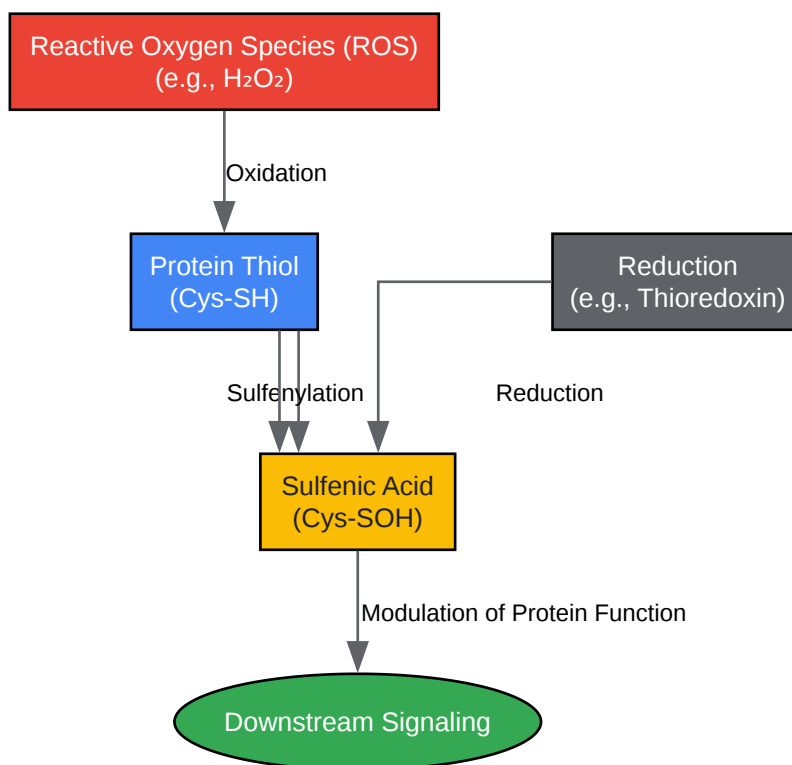 Reactive Oxygen Species (ROS)
(e.g., H₂O₂)
Oxidation
Protein Thiol
(Cys-SH)
Reduction
(e.g., Thioredoxin)
Sulfenylation
Reduction
Sulfenic Acid
(Cys-SOH)
Modulation of Protein Function
Downstream Signaling